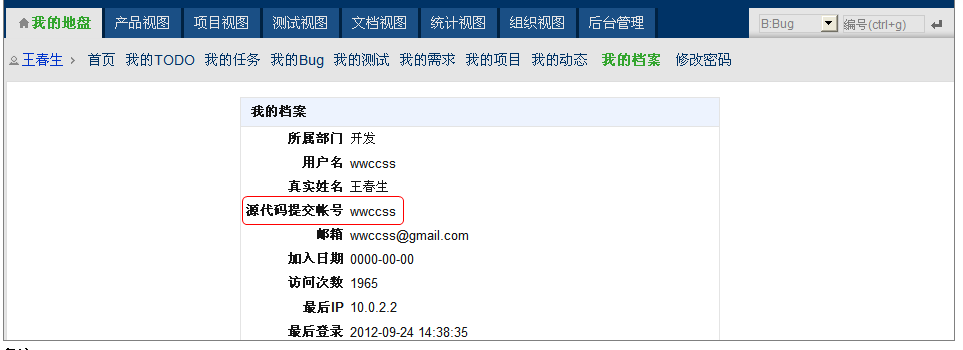 我的地盘 产品视图 项目视图 测试视图 文档视图 统计视图 组织视图 后台管理 B:Bug 编号(ctrl+g)
王春生 > 首页 我的TODO 我的任务 我的Bug 我的测试 我的需求 我的项目 我的动态 我的档案 修改密码
我的档案
所属部门 开发
用户名 wwccss
真实姓名 王春生
源代码提交帐号 wwccss
邮箱 wwccss@gmail.com
加入日期 0000-00-00
访问次数 1965
最后IP 10.0.2.2
最后登录 2012-09-24 14:38:35